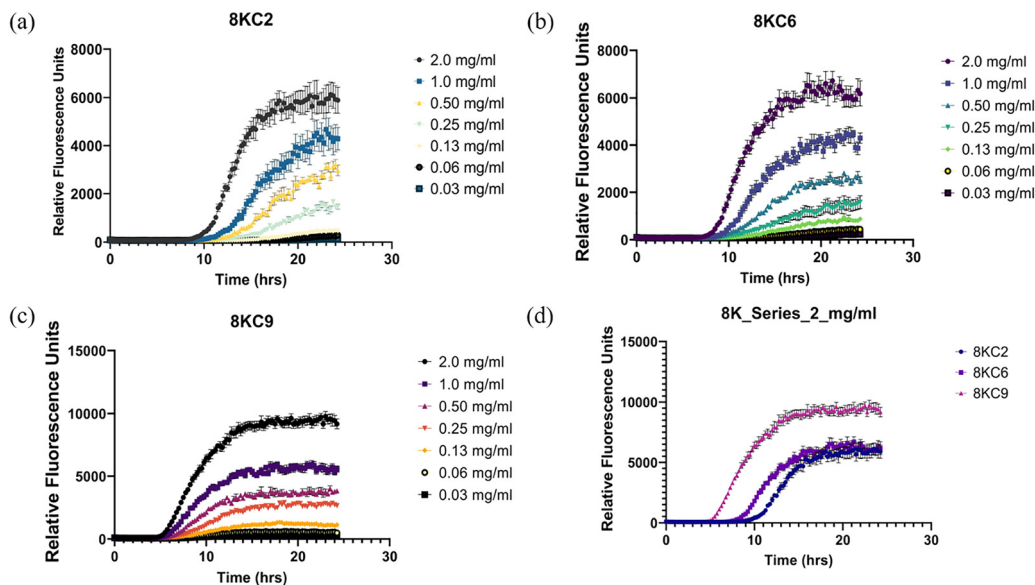 (a)
8KC2
Relative Fluorescence Units
8000
6000
4000
2000
0
0
10
20
30
Time (hrs)
2.0 mg/ml
1.0 mg/ml
0.50 mg/ml
0.25 mg/ml
0.13 mg/ml
0.06 mg/ml
0.03 mg/ml
(b)
8KC6
Relative Fluorescence Units
8000
6000
4000
2000
0
0
10
20
30
Time (hrs)
2.0 mg/ml
1.0 mg/ml
0.50 mg/ml
0.25 mg/ml
0.13 mg/ml
0.06 mg/ml
0.03 mg/ml
(c)
8KC9
Relative Fluorescence Units
15000
10000
5000
0
0
10
20
30
Time (hrs)
2.0 mg/ml
1.0 mg/ml
0.50 mg/ml
0.25 mg/ml
0.13 mg/ml
0.06 mg/ml
0.03 mg/ml
(d)
8K_Series_2_mg/ml
Relative Fluorescence Units
15000
10000
5000
0
0
10
20
30
Time (hrs)
8KC2
8KC6
8KC9